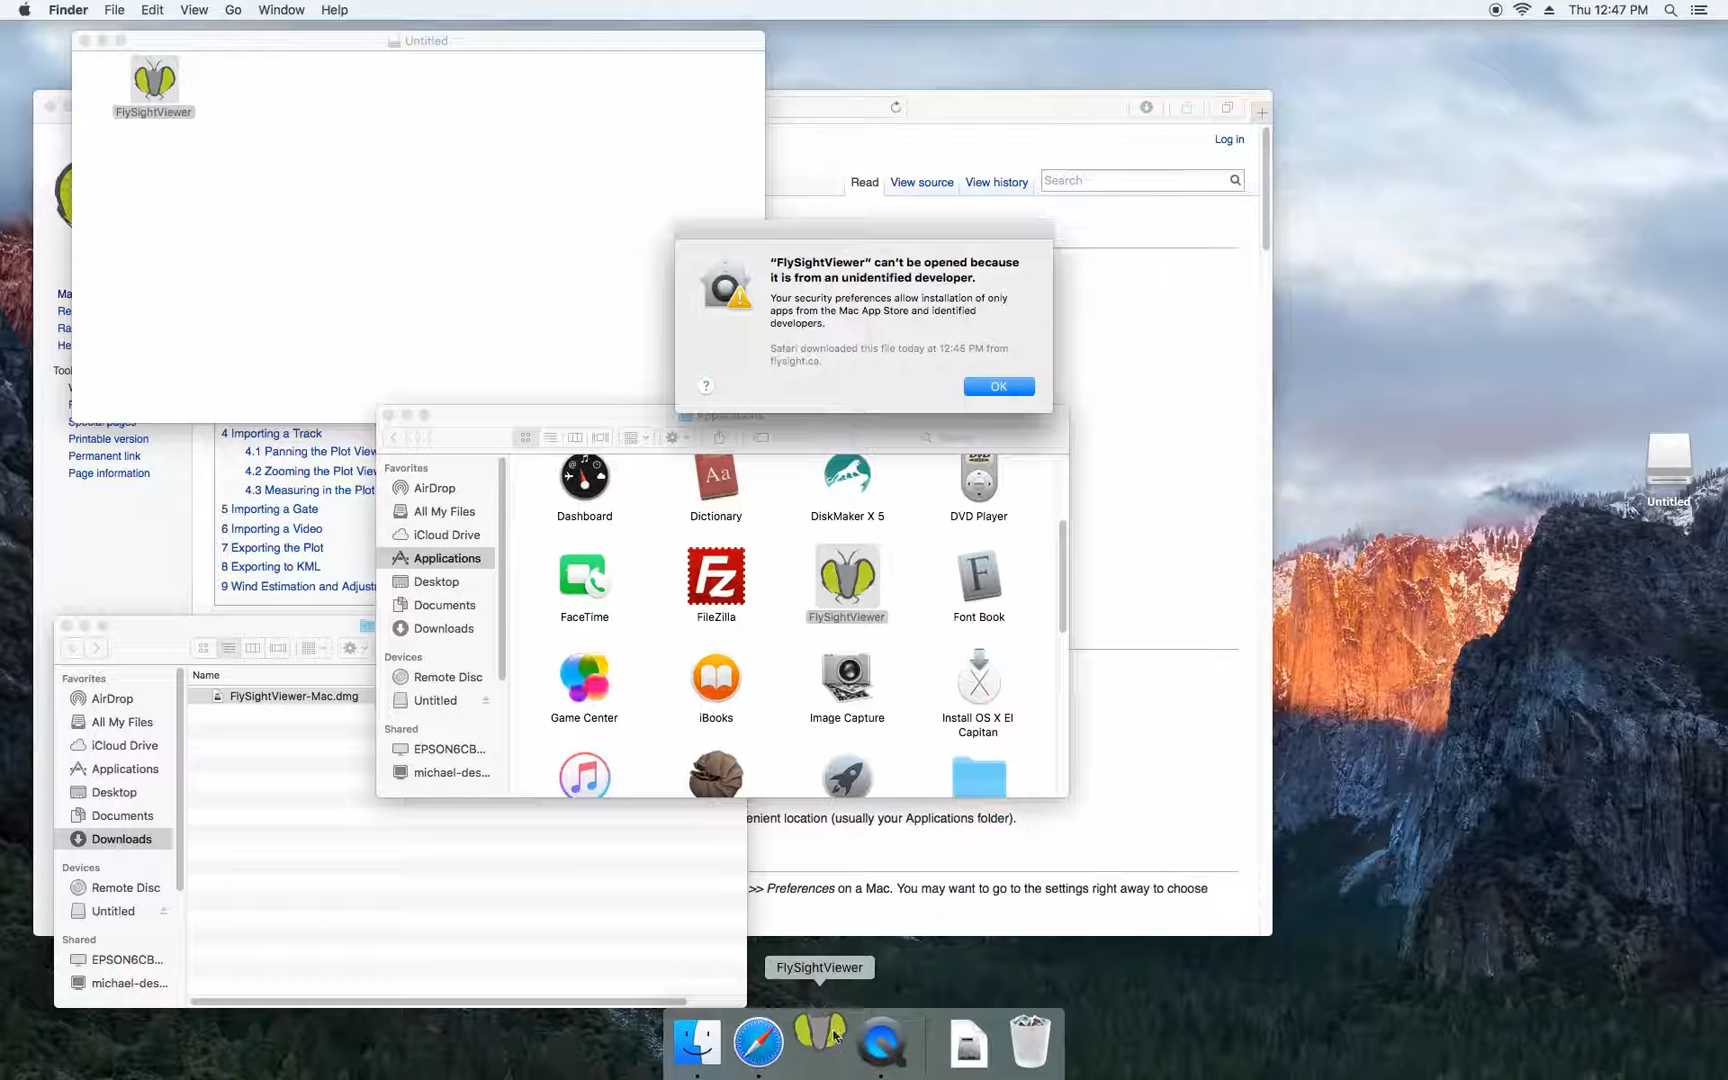 Finder File Edit View Go Window Help
Thu 12:47 PM
Untitled
FlySightViewer
Log in
Read View source View history Search
“FlySightViewer” can’t be opened because
it is from an unidentified developer.
Your security preferences allow installation of only
apps from the Mac App Store and identified
developers.
Safari downloaded this file today at 12:45 PM from
flysight.ca.
? OK
Ma
Re
Ra
He
Too
Special pages
Printable version
Permanent link
Page information
4 Importing a Track
4.1 Panning the Plot View
4.2 Zooming the Plot Vie
4.3 Measuring in the Plot
5 Importing a Gate
6 Importing a Video
7 Exporting the Plot
8 Exporting to KML
9 Wind Estimation and Adjust
Applications
Favorites
AirDrop
All My Files
iCloud Drive
Applications
Desktop
Documents
Downloads
Devices
Remote Disc
Untitled
Shared
EPSON6CB...
michael-des...
Dashboard Dictionary DiskMaker X 5 DVD Player
FaceTime FileZilla FlySightViewer Font Book
Game Center iBooks Image Capture Install OS X El
Capitan
Untitled
Favorites
AirDrop
All My Files
iCloud Drive
Applications
Desktop
Documents
Downloads
Devices
Remote Disc
Untitled
Shared
EPSON6CB...
michael-des...
Name
FlySightViewer-Mac.dmg
enient location (usually your Applications folder).
>> Preferences on a Mac. You may want to go to the settings right away to choose
FlySightViewer